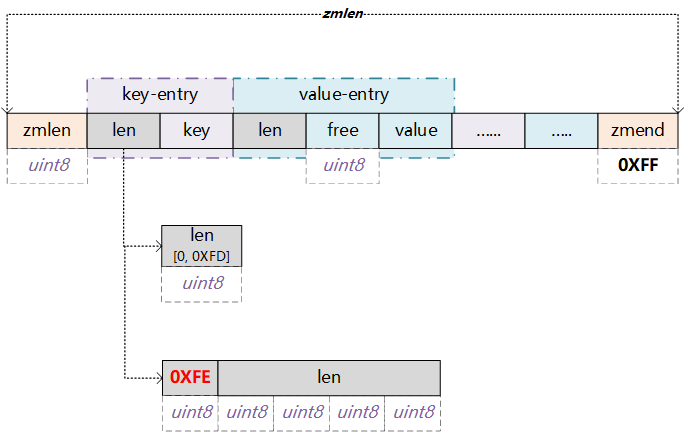 zmlen
key-entry value-entry
zmlen len key len free value ...... ..... zmend
uint8 uint8 0XFF
len
[0, 0XFD]
uint8
0XFE len
uint8 uint8 uint8 uint8 uint8